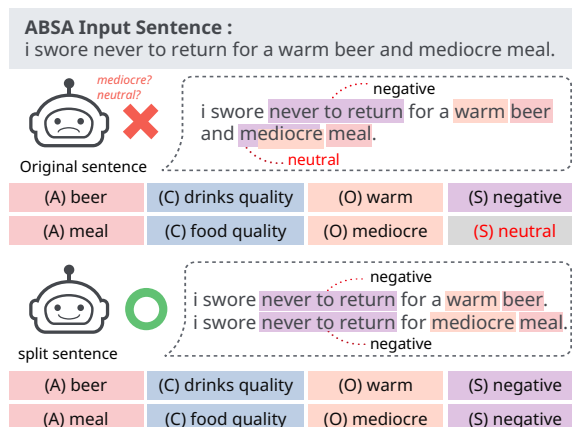 ABSA Input Sentence :
i swore never to return for a warm beer and mediocre meal.
mediocre?
neutral?
negative
i swore never to return for a warm beer
and mediocre meal.
neutral
Original sentence
(A) beer (C) drinks quality (O) warm (S) negative
(A) meal (C) food quality (O) mediocre (S) neutral
negative
i swore never to return for a warm beer.
i swore never to return for mediocre meal.
negative
split sentence
(A) beer (C) drinks quality (O) warm (S) negative
(A) meal (C) food quality (O) mediocre (S) negative